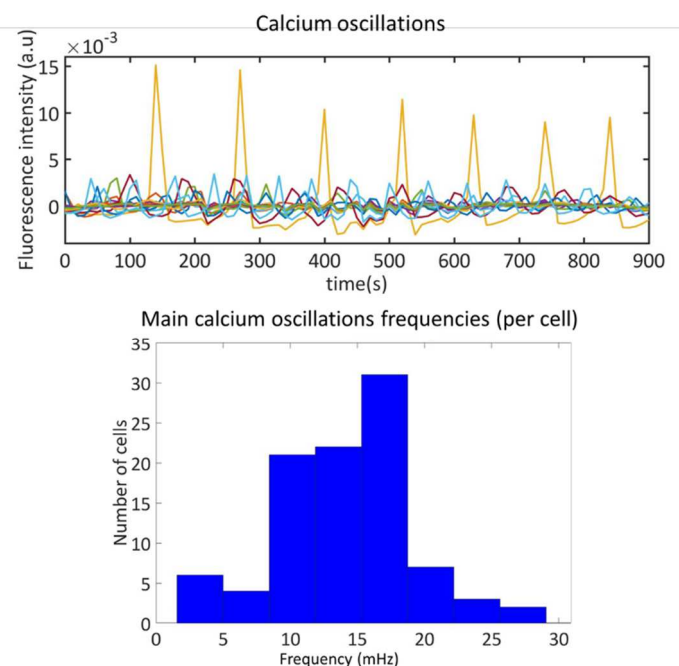 Calcium oscillations
×10-3
Fluorescence intensity (a.u)
15
10
5
0
0 100 200 300 400 500 600 700 800 900
time(s)
Main calcium oscillations frequencies (per cell)
Number of cells
35
30
25
20
15
10
5
0
0 5 10 15 20 25 30
Frequency (mHz)